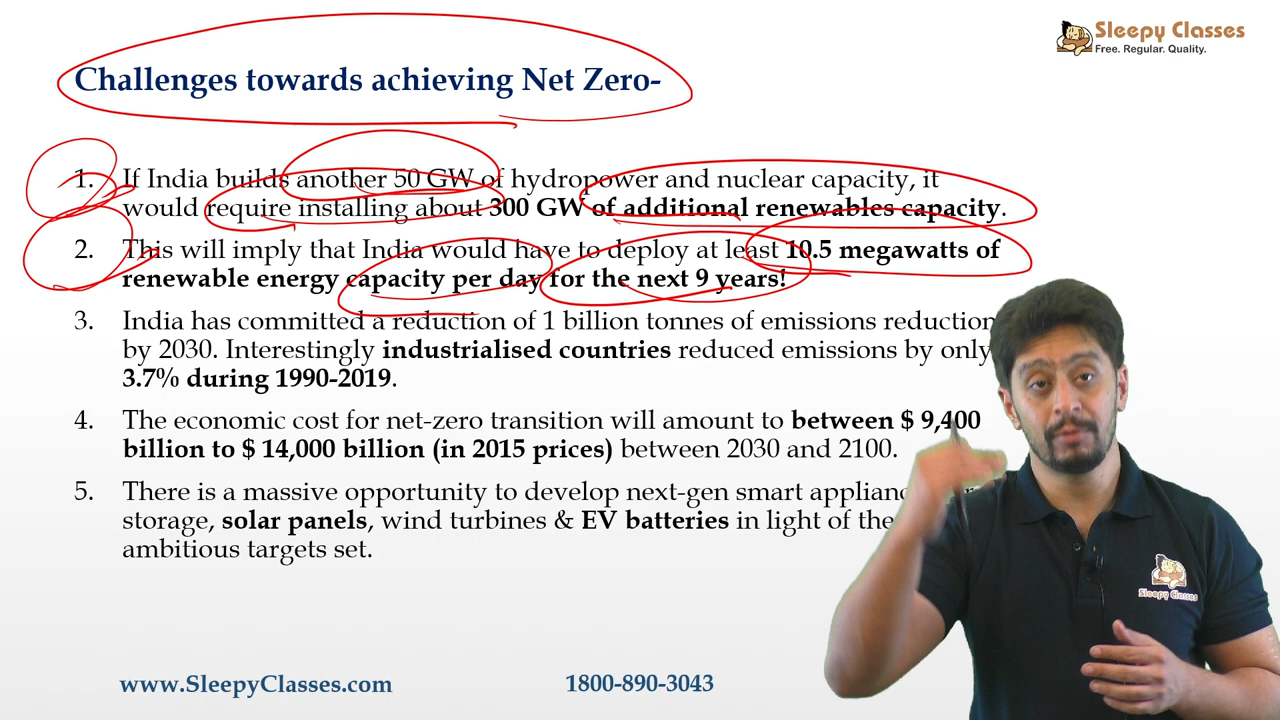 Sleepy Classes
Free. Regular. Quality.
Challenges towards achieving Net Zero-
1. If India builds another 50 GW of hydropower and nuclear capacity, it
would require installing about 300 GW of additional renewables capacity.
2. This will imply that India would have to deploy at least 10.5 megawatts of
renewable energy capacity per day for the next 9 years!
3. India has committed a reduction of 1 billion tonnes of emissions reduction
by 2030. Interestingly industrialised countries reduced emissions by only
3.7% during 1990-2019.
4. The economic cost for net-zero transition will amount to between $ 9,400
billion to $ 14,000 billion (in 2015 prices) between 2030 and 2100.
5. There is a massive opportunity to develop next-gen smart
storage, solar panels, wind turbines & EV batteries in light of the
ambitious targets set.
Sleepy Classes
www.SleepyClasses.com
1800-890-3043